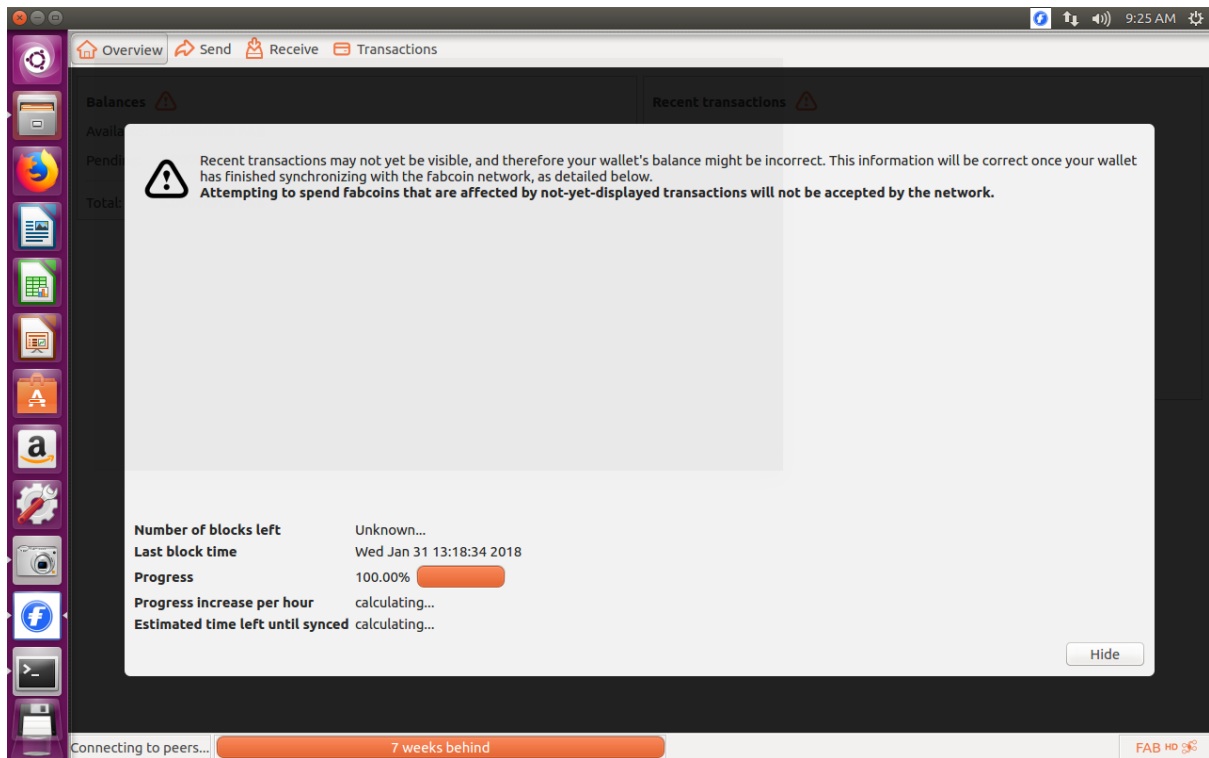 9:25 AM
Overview Send Receive Transactions
Balances Recent transactions
Availa
Pendi
Total:
Recent transactions may not yet be visible, and therefore your wallet's balance might be incorrect. This information will be correct once your wallet
has finished synchronizing with the fabcoin network, as detailed below.
Attempting to spend fabcoins that are affected by not-yet-displayed transactions will not be accepted by the network.
Number of blocks left Unknown...
Last block time Wed Jan 31 13:18:34 2018
Progress 100.00%
Progress increase per hour calculating...
Estimated time left until synced calculating...
Hide
Connecting to peers... 7 weeks behind FAB HD